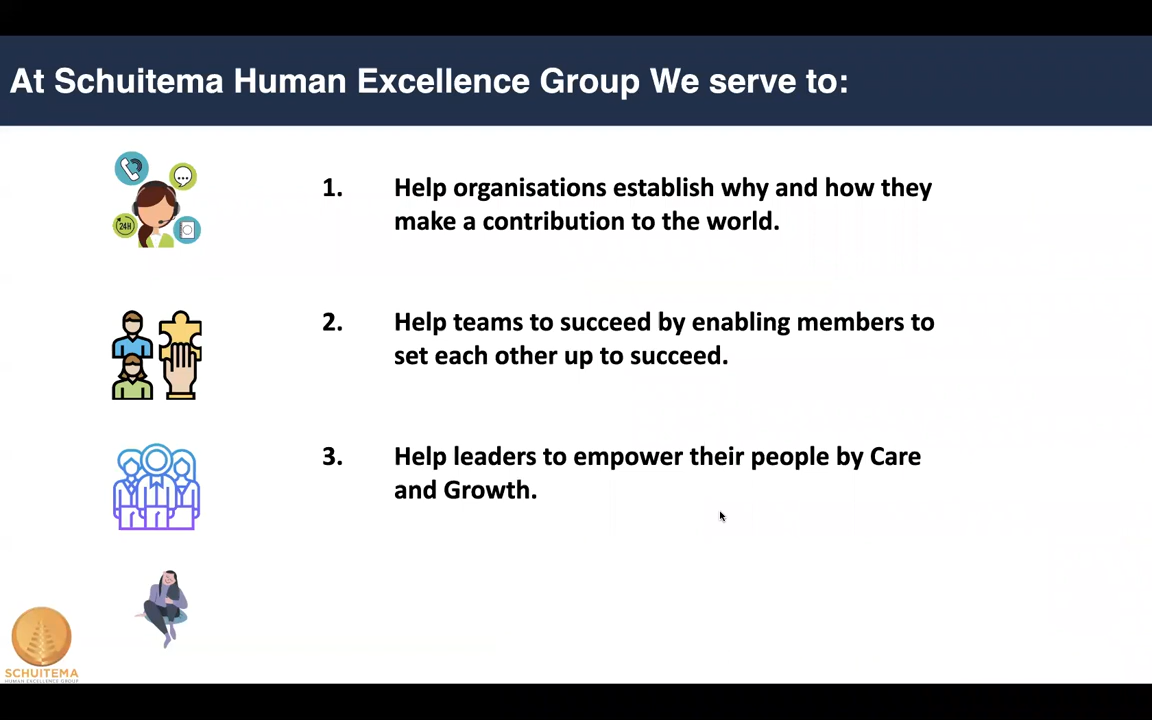 At Schuitema Human Excellence Group We serve to:
24H
1. Help organisations establish why and how they
make a contribution to the world.
2. Help teams to succeed by enabling members to
set each other up to succeed.
3. Help leaders to empower their people by Care
and Growth.
SCHUITEMA
HUMAN EXCELLENCE GROUP